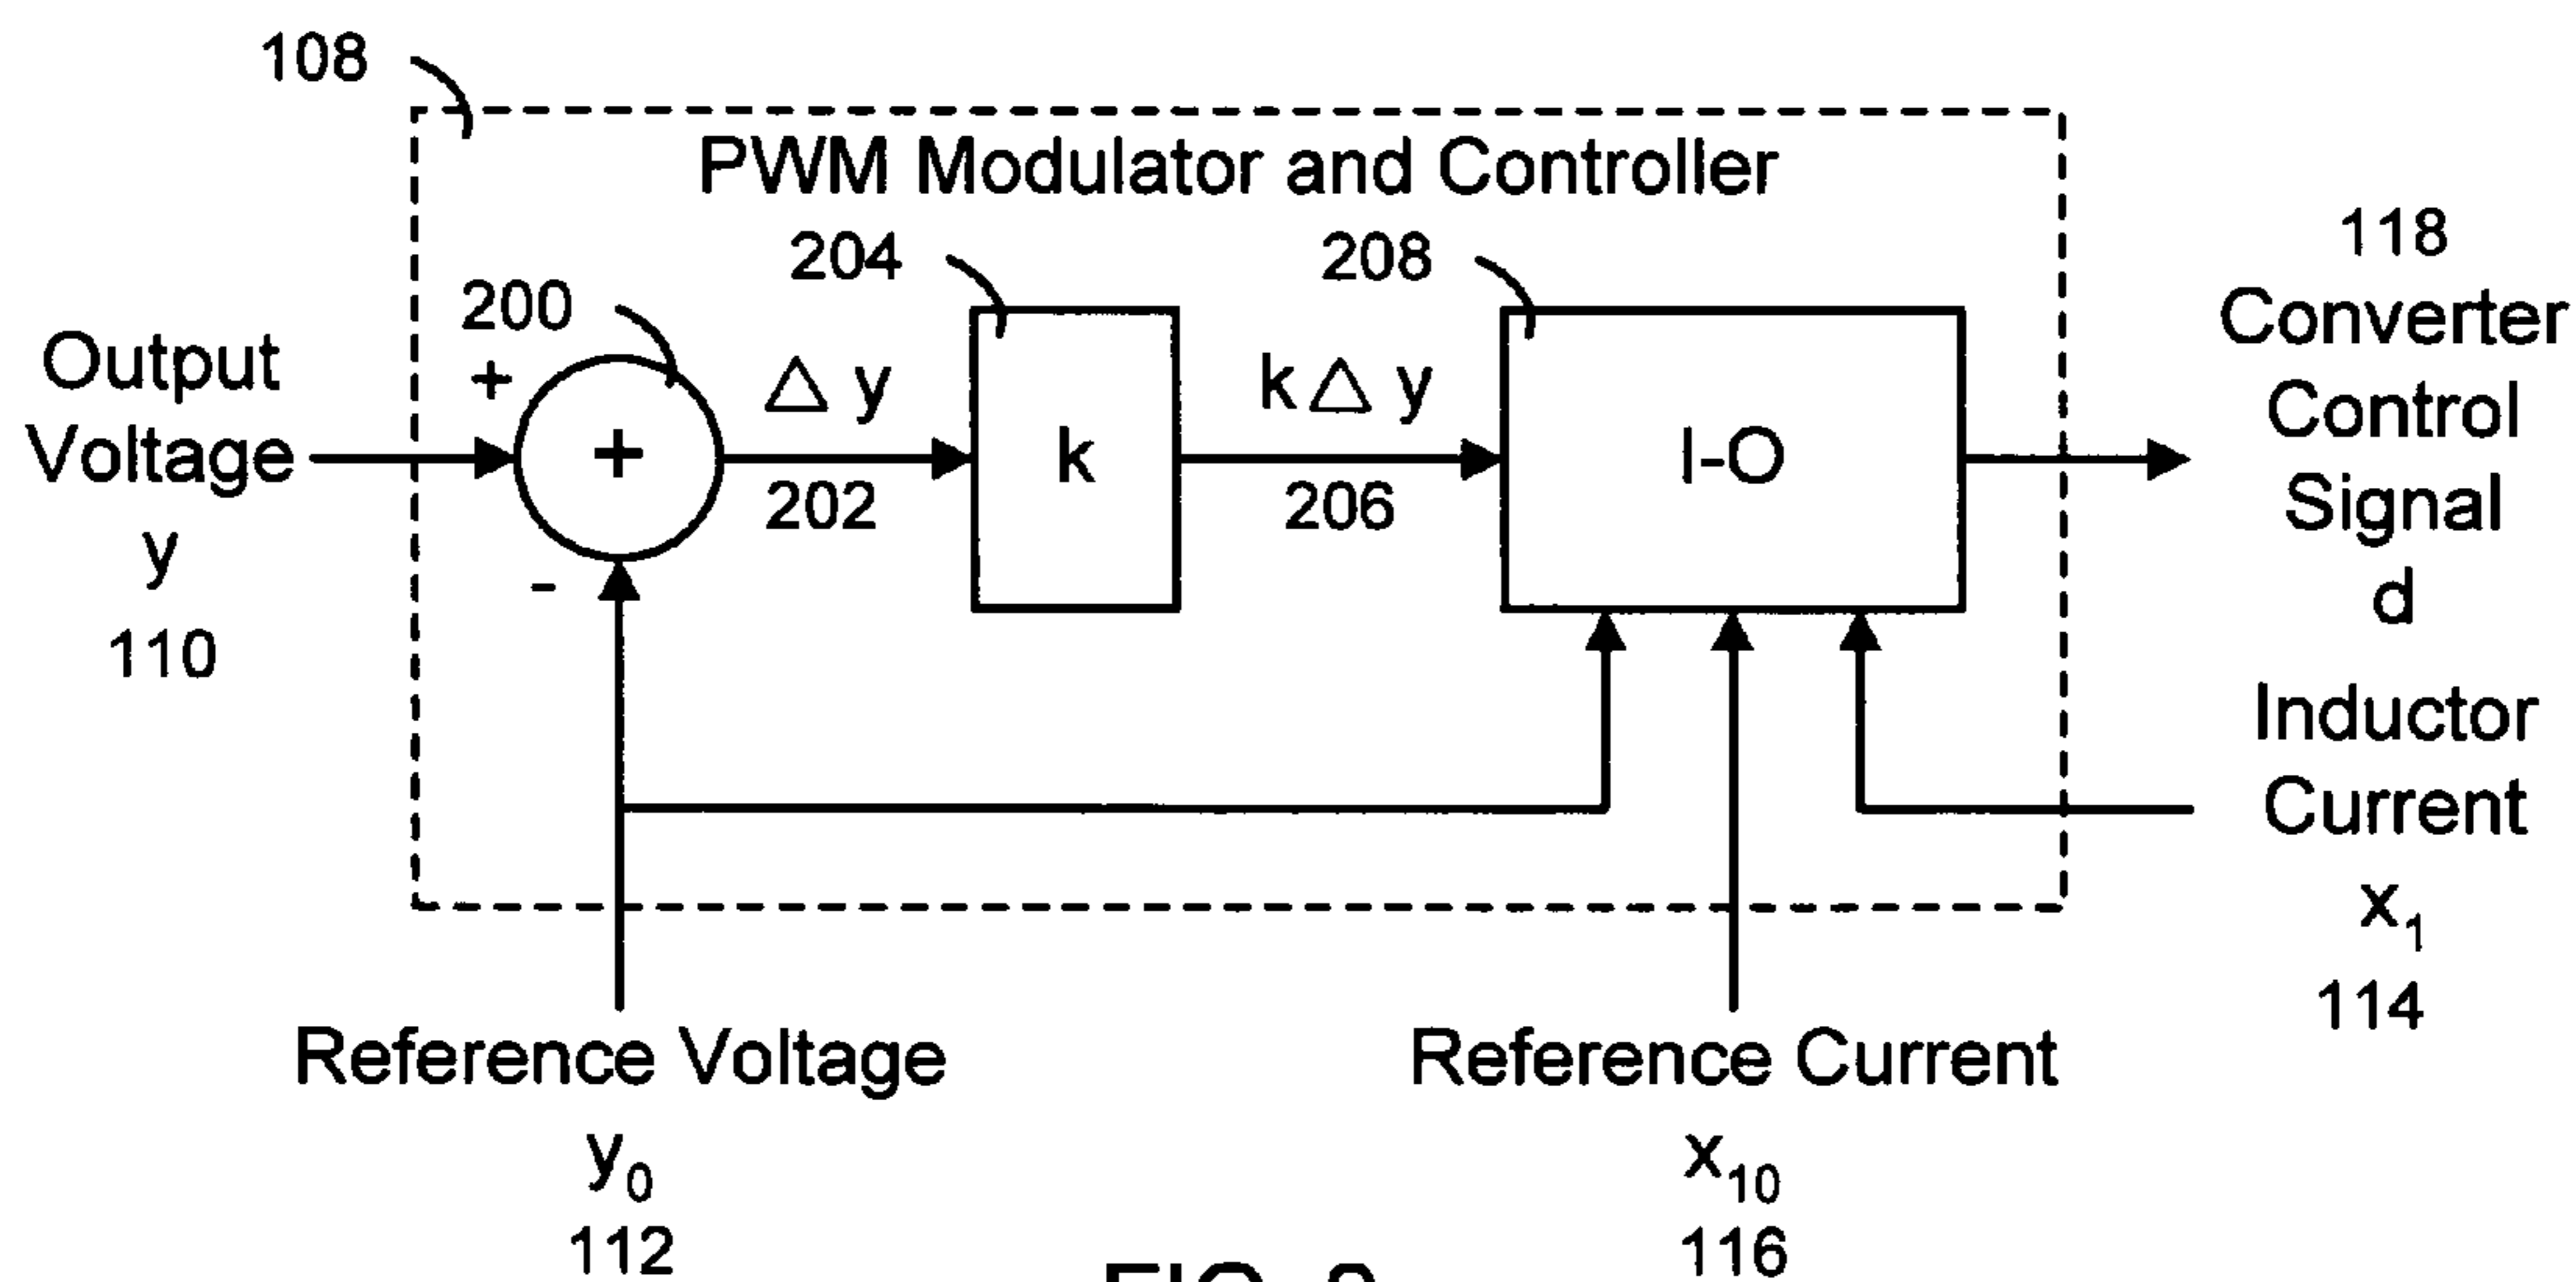 108
PWM Modulator and Controller
204
208
200
+
+
△ y
202
k
k △ y
206
I-O
-
Output
Voltage
y
110
118
Converter
Control
Signal
d
Inductor
Current
x₁
114
Reference Voltage
y₀
112
Reference Current
x₁₀
116
FIG.